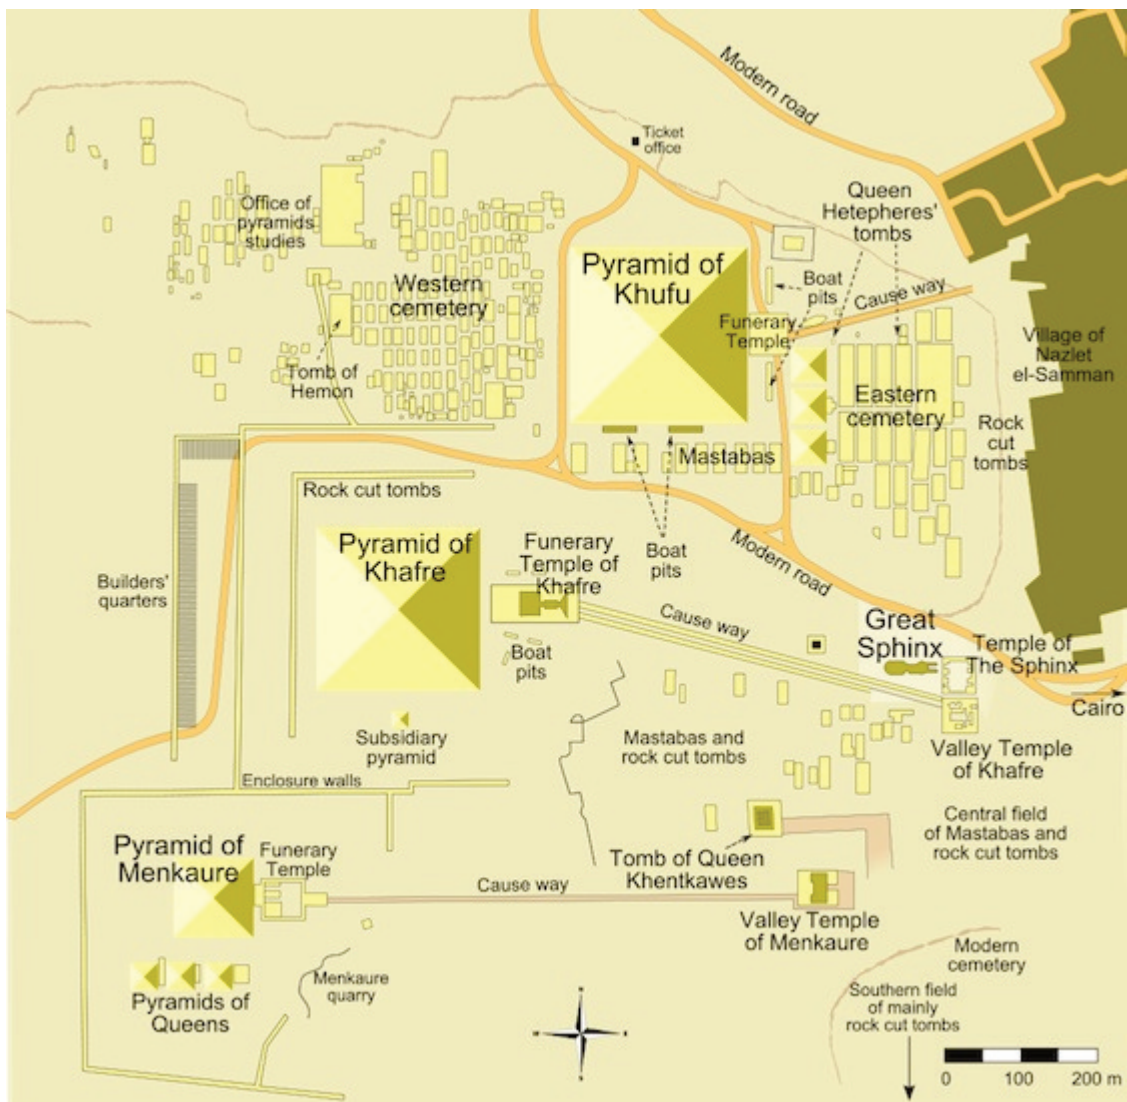 Modern road
Ticket
office
Queen
Hetepheres'
tombs
Office of
pyramids
studies
Pyramid of
Khufu
Boat
pits
Western
cemetery
Cause way
Funerary
Temple
Village of
Nazlet
el-Samman
Tomb of
Hemon
Eastern
cemetery
Rock
cut
tombs
Mastabas
Rock cut tombs
Pyramid of
Khafre
Funerary
Temple of
Khafre
Boat
pits
Modern road
Builders'
quarters
Cause way
Great
Sphinx
Temple of
The Sphinx
Boat
pits
Cairo
Subsidiary
pyramid
Mastabas and
rock cut tombs
Valley Temple
of Khafre
Enclosure walls
Central field
of Mastabas and
rock cut tombs
Pyramid of
Menkaure
Funerary
Temple
Tomb of Queen
Khentkawes
Cause way
Valley Temple
of Menkaure
Modern
cemetery
Menkaure
quarry
Pyramids of
Queens
Southern field
of mainly
rock cut tombs
0 100 200 m